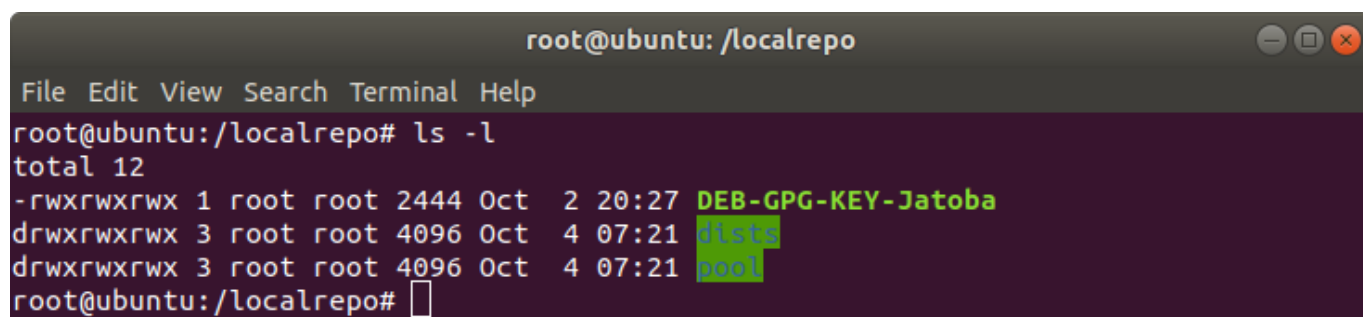 root@ubuntu: /localrepo
File Edit View Search Terminal Help
root@ubuntu:/localrepo# ls -l
total 12
-rwxrwxrwx 1 root root 2444 Oct  2 20:27 DEB-GPG-KEY-Jatoba
drwxrwxrwx 3 root root 4096 Oct  4 07:21 dists
drwxrwxrwx 3 root root 4096 Oct  4 07:21 pool
root@ubuntu:/localrepo#